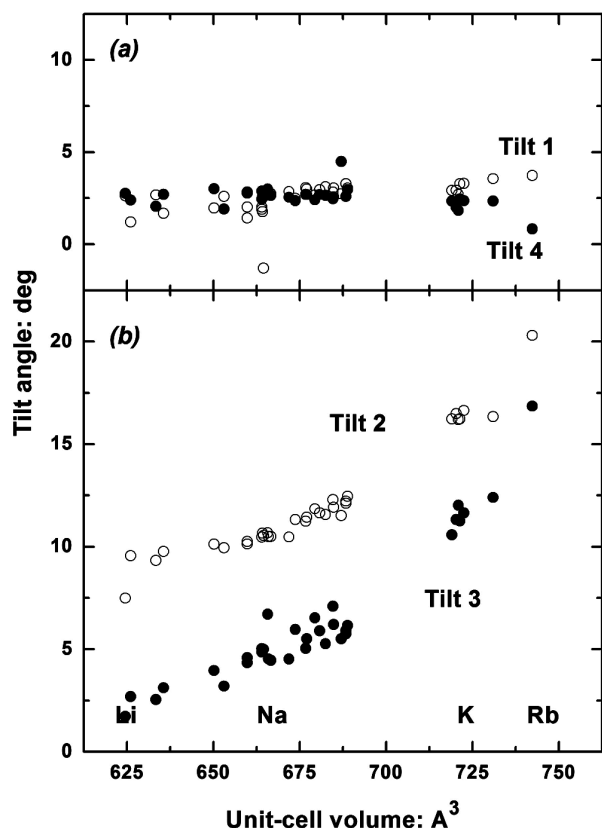 (a)
10
5
0
Tilt 1
Tilt 4
Tilt angle: deg
(b)
20
15
10
5
0
Tilt 2
Tilt 3
Li Na K Rb
625 650 675 700 725 750
Unit-cell volume: A³